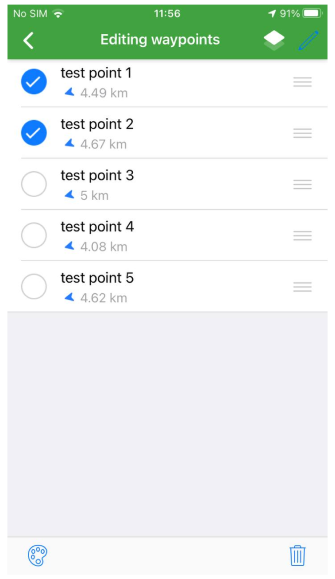 No SIM 11:56 91%
Editing waypoints
test point 1
4.49 km
test point 2
4.67 km
test point 3
5 km
test point 4
4.08 km
test point 5
4.62 km